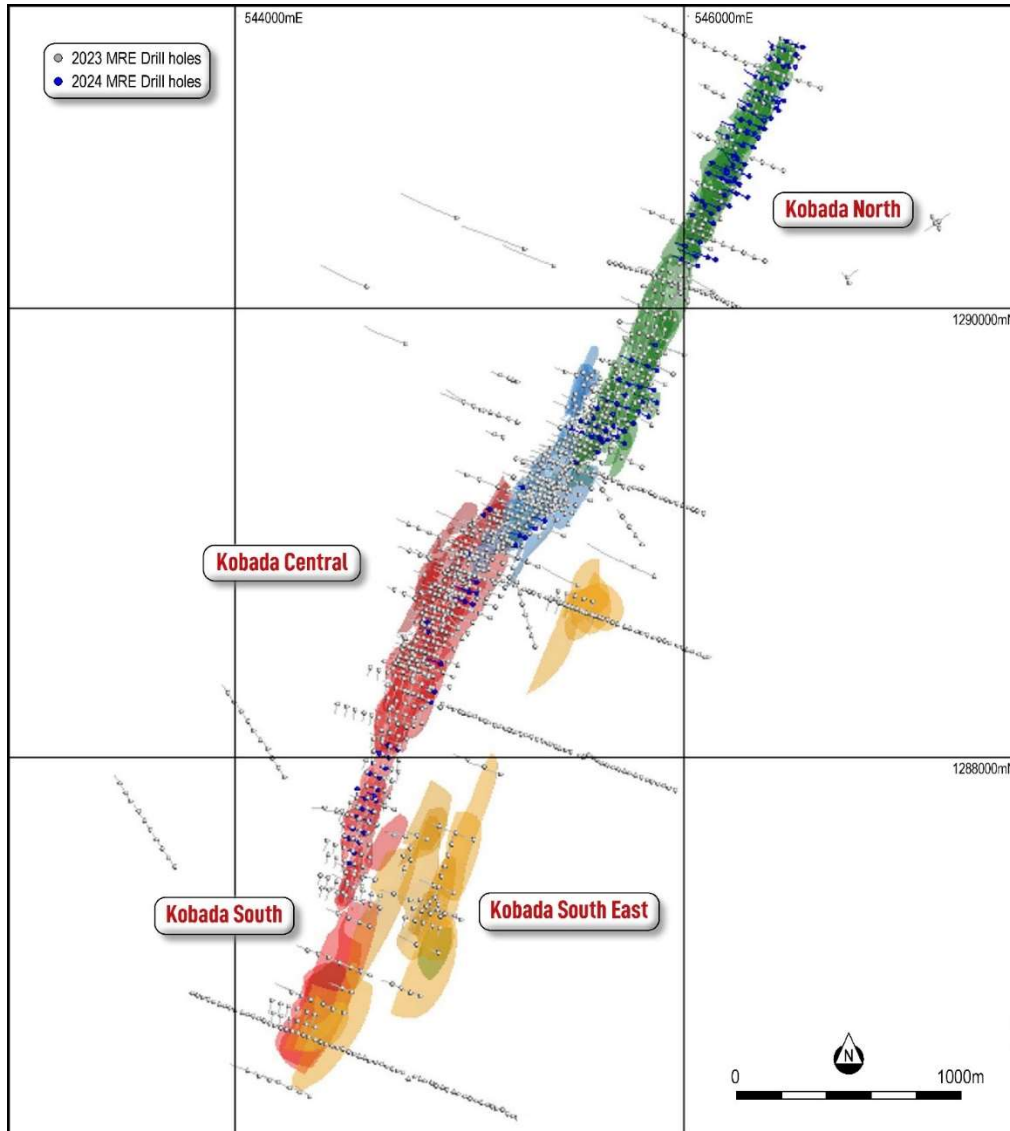 544000mE
546000mE
2023 MRE Drill holes
2024 MRE Drill holes
Kobada North
1290000mN
Kobada Central
1288000mN
Kobada South
Kobada South East
N
0
1000m